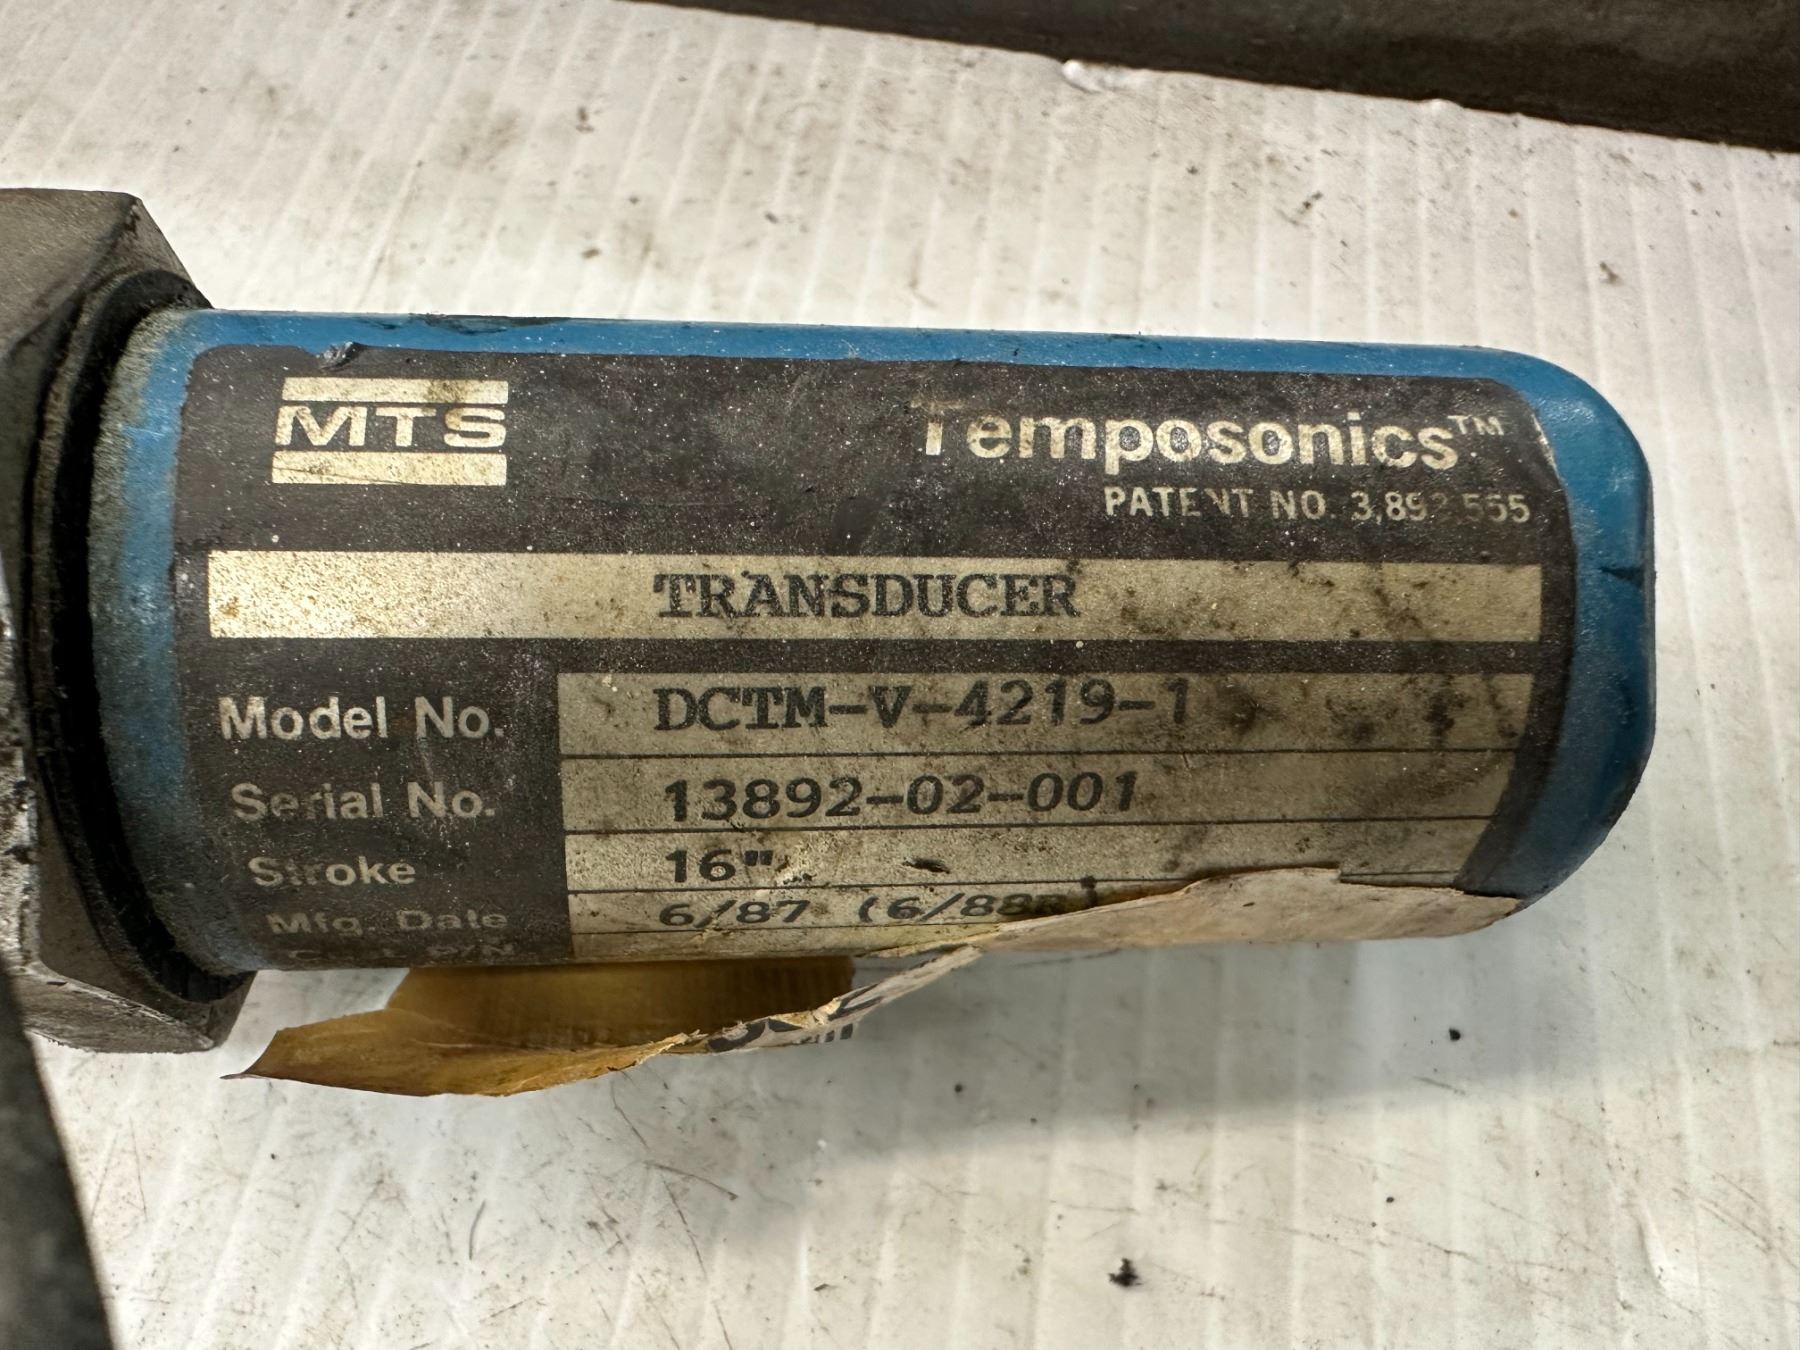 MTS
Temposonics™
PATENT NO. 3,892,555
TRANSDUCER
Model No. DCTM-V-4219-1
Serial No. 13892-02-001
Stroke 16"
Mfg. Date 6/87 (6/88R)